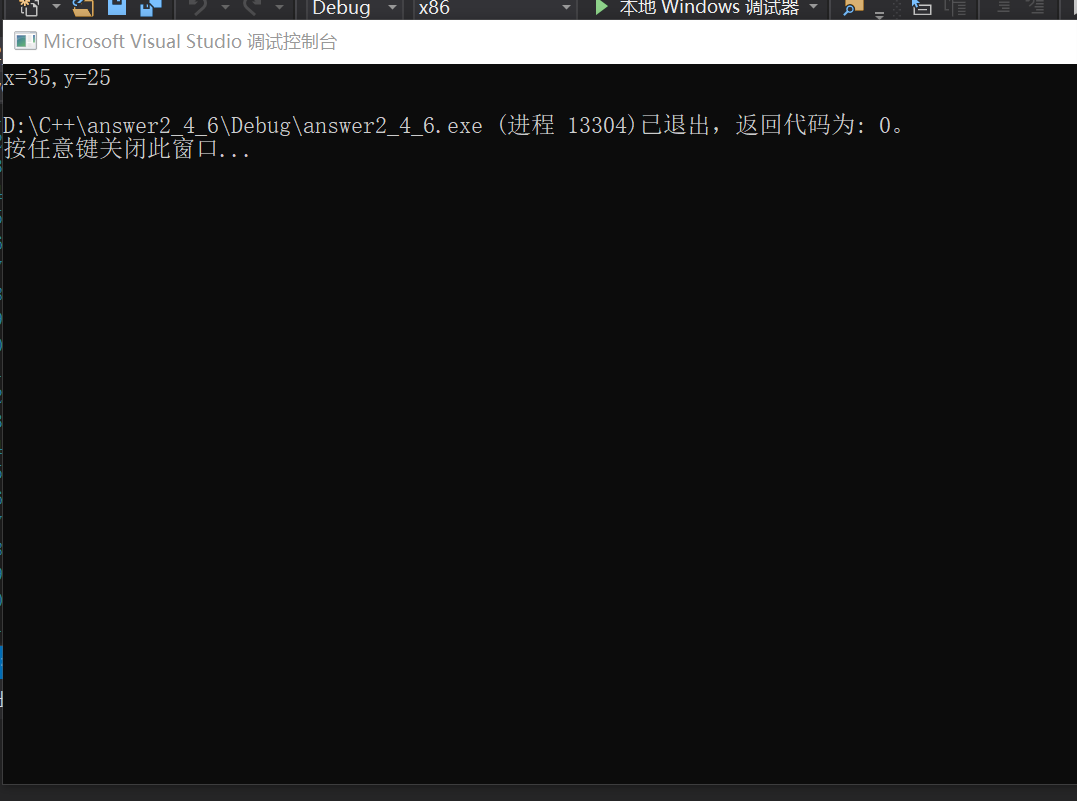 Debug x86 本地 Windows 调试器
Microsoft Visual Studio 调试控制台
x=35,y=25
D:\C++\answer2_4_6\Debug\answer2_4_6.exe (进程 13304)已退出，返回代码为: 0。
按任意键关闭此窗口...